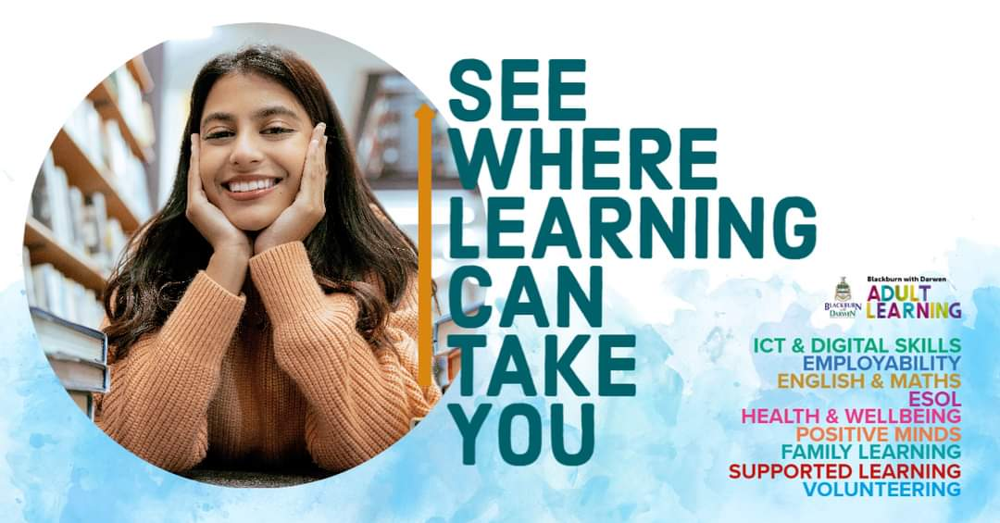 SEE
WHERE
LEARNING
CAN
TAKE
YOU
Blackburn with Darwen
ADULT
LEARNING
BLACKBURN
DARWEN
ICT & DIGITAL SKILLS
EMPLOYABILITY
ENGLISH & MATHS
ESOL
HEALTH & WELLBEING
POSITIVE MINDS
FAMILY LEARNING
SUPPORTED LEARNING
VOLUNTEERING